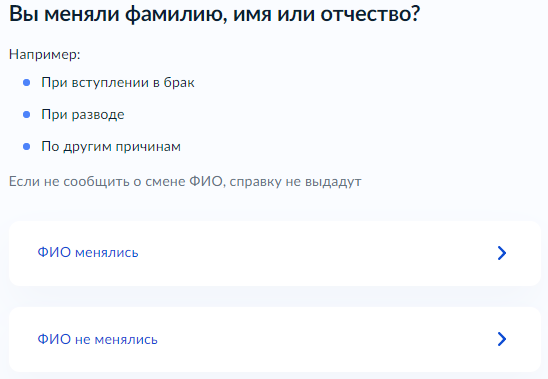 Вы меняли фамилию, имя или отчество?
Например:
При вступлении в брак
При разводе
По другим причинам
Если не сообщить о смене ФИО, справку не выдадут
ФИО менялись
ФИО не менялись